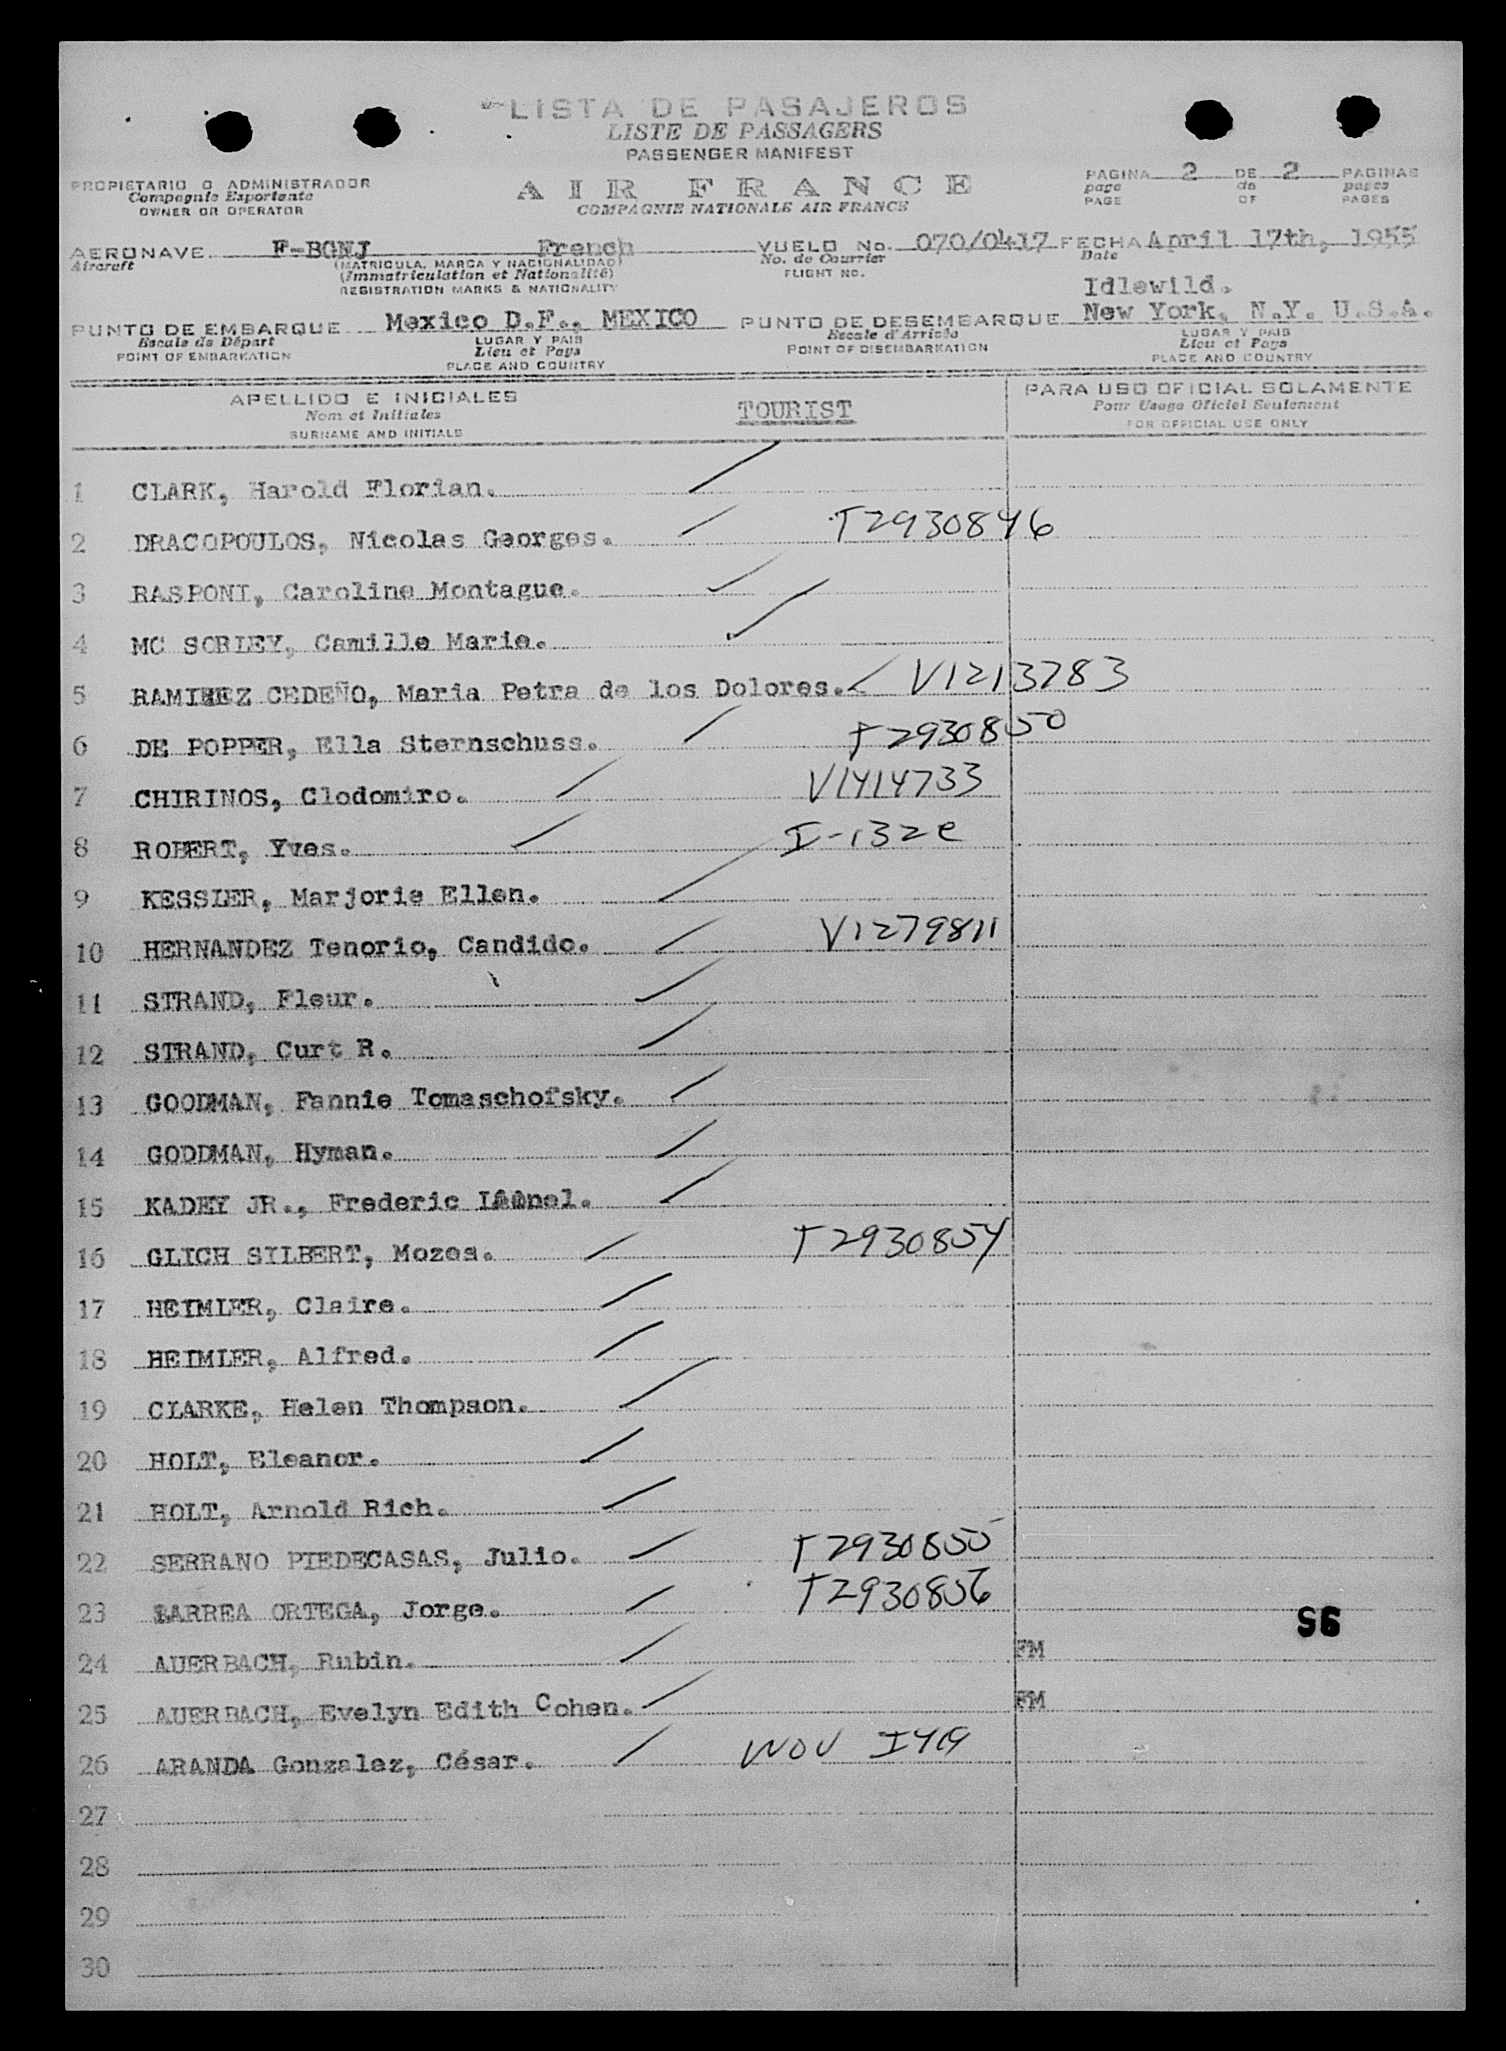 LISTA DE PASAJEROS
LISTE DE PASSAGERS
PASSENGER MANIFEST
PROPIETARIO O ADMINISTRADOR
Compagnie Exportante
OWNER OR OPERATOR
AIR FRANCE
COMPAGNIE NATIONALE AIR FRANCE
PAGINA 2 DE 2 PAGINAS
page de pages
PAGE OF PAGES
AERONAVE F-BGNJ French VUELO No. 070/0417 FECHA April 17th, 1955
Aircraft (MATRICULA, MARCA Y NACIONALIDAD) No. de Courrier Date
(Immatriculation et Nationalité) FLIGHT NO.
REGISTRATION MARKS & NATIONALITY
Idlewild.
PUNTO DE EMBARQUE Mexico D.F., MEXICO PUNTO DE DESEMBARQUE New York, N.Y. U.S.A.
Escale de Départ LUGAR Y PAIS Escale d'Arrivée LUGAR Y PAIS
POINT OF EMBARKATION Lieu et Pays POINT OF DISEMBARKATION Lieu et Pays
PLACE AND COUNTRY PLACE AND COUNTRY
APELLIDO E INICIALES TOURIST PARA USO OFICIAL SOLAMENTE
Nom et Initiales Pour Usage Officiel Seulement
SURNAME AND INITIALS FOR OFFICIAL USE ONLY
1 CLARK, Harold Florian.
2 DRACOPOULOS, Nicolas Georges. T2930846
3 RASPONI, Caroline Montague.
4 MC SORLEY, Camille Marie.
5 RAMIREZ CEDEÑO, Maria Petra de los Dolores. V1213783
6 DE POPPER, Ella Sternschuss. T2930850
7 CHIRINOS, Clodomiro. V1414733
8 ROBERT, Yves. I-132e
9 KESSLER, Marjorie Ellen.
10 HERNANDEZ Tenorio, Candido. V1279811
11 STRAND, Fleur.
12 STRAND, Curt R.
13 GOODMAN, Fannie Tomaschofsky.
14 GODDMAN, Hyman.
15 KADEY JR., Frederic
16 GLICH SILBERT, Mozes. T2930854
17 HEIMLER, Claire.
18 HEIMLER, Alfred.
19 CLARKE, Helen Thompson.
20 HOLT, Eleanor.
21 HOLT, Arnold Rich.
22 SERRANO PIEDECASAS, Julio. T2930855
23 LARREA ORTEGA, Jorge. T2930856
24 AUERBACH, Rubin. FM
25 AUERBACH, Evelyn Edith Cohen. FM
26 ARANDA Gonzalez, César. WOV I419
27
28
29
30